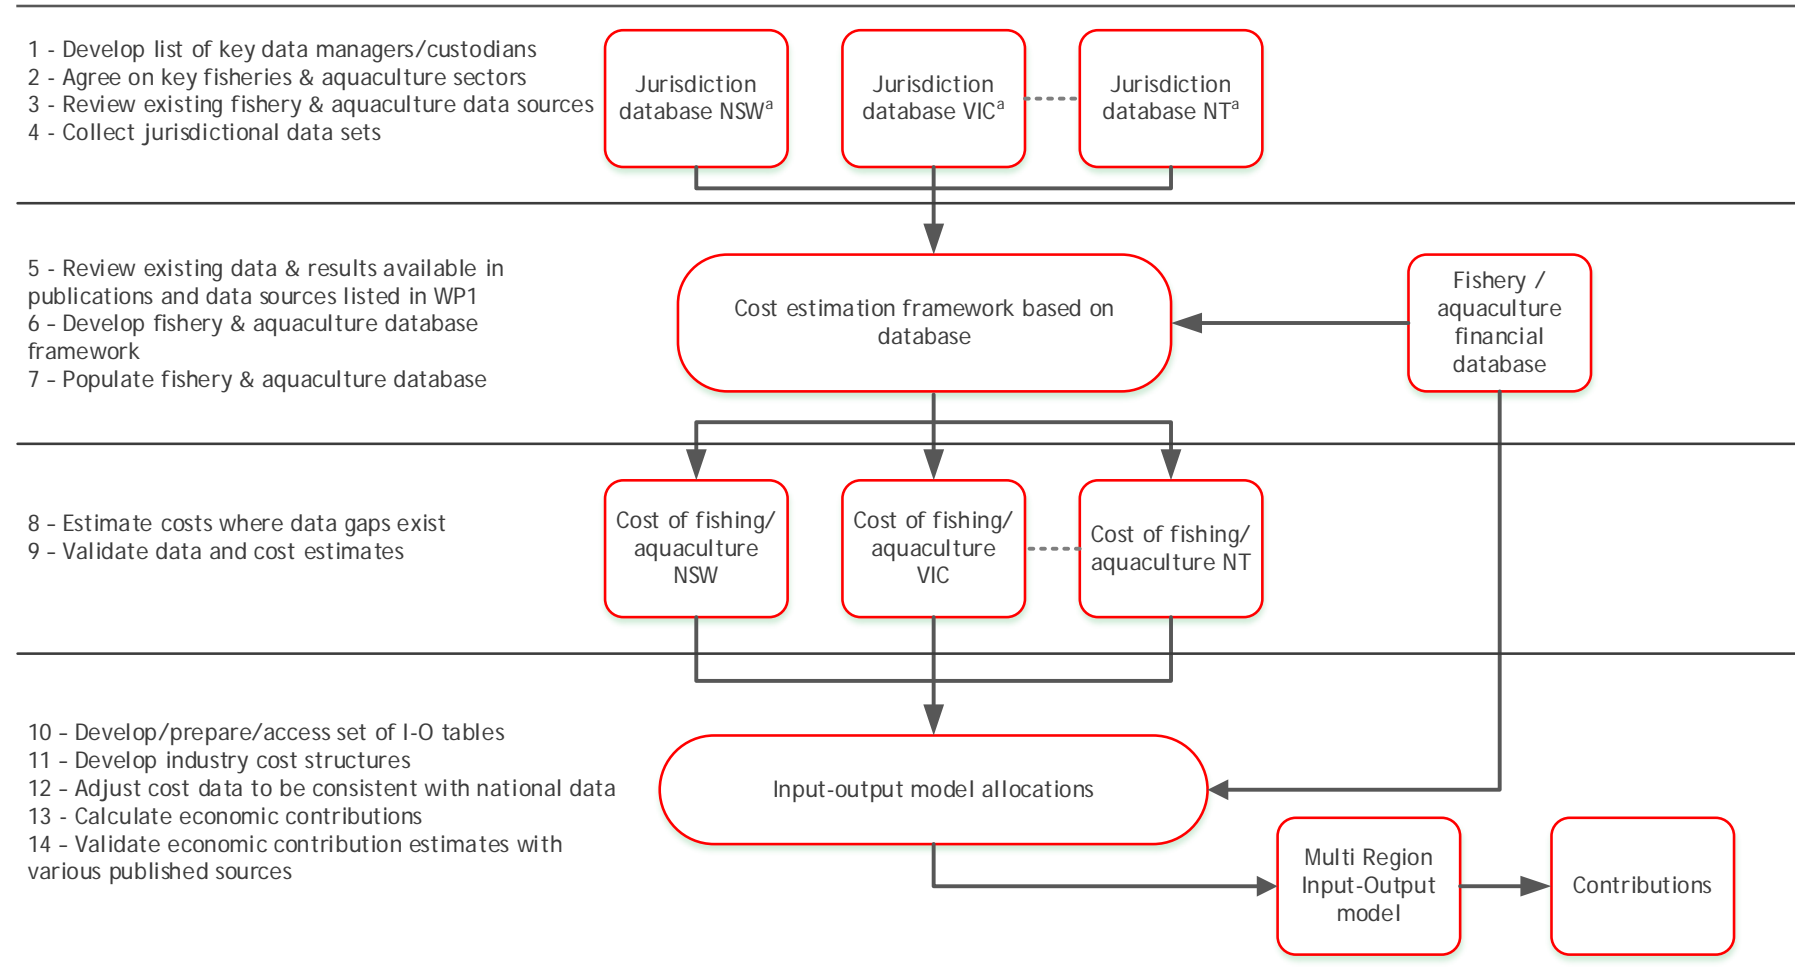 1 - Develop list of key data managers/custodians
2 - Agree on key fisheries & aquaculture sectors
3 - Review existing fishery & aquaculture data sources
4 - Collect jurisdictional data sets
Jurisdiction
database NSWᵃ
Jurisdiction
database VICᵃ
Jurisdiction
database NTᵃ
5 - Review existing data & results available in
publications and data sources listed in WP1
6 – Develop fishery & aquaculture database
framework
7 - Populate fishery & aquaculture database
Cost estimation framework based on
database
Fishery /
aquaculture
financial
database
8 – Estimate costs where data gaps exist
9 – Validate data and cost estimates
Cost of fishing/
aquaculture
NSW
Cost of fishing/
aquaculture
VIC
Cost of fishing/
aquaculture NT
10 – Develop/prepare/access set of I-O tables
11 – Develop industry cost structures
12 – Adjust cost data to be consistent with national data
13 - Calculate economic contributions
14 – Validate economic contribution estimates with
various published sources
Input-output model allocations
Multi Region
Input-Output
model
Contributions